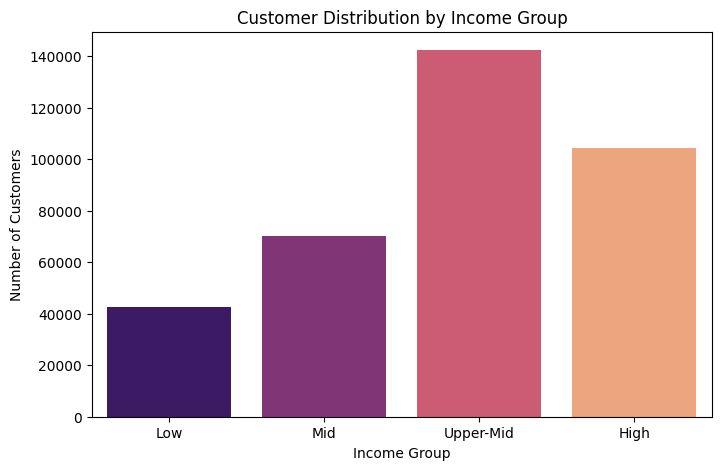 Customer Distribution by Income Group
Number of Customers
140000
120000
100000
80000
60000
40000
20000
0
Low Mid Upper-Mid High
Income Group